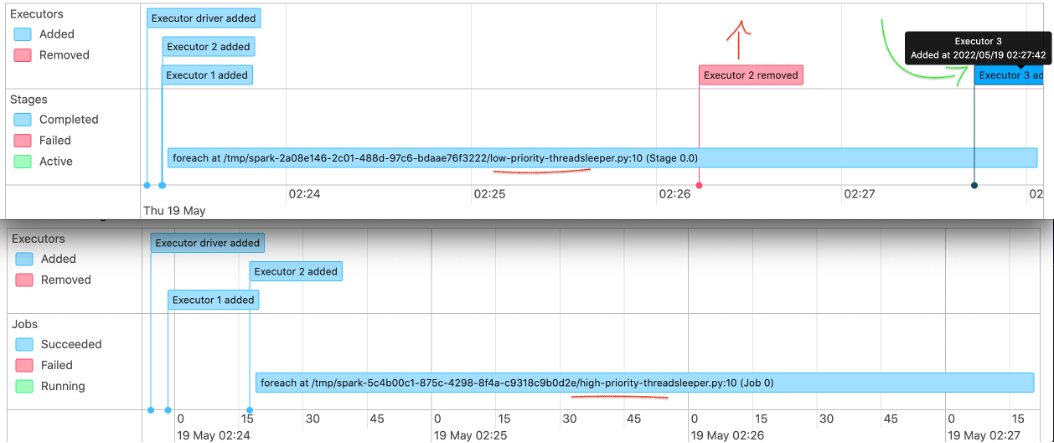 Executors
Added
Removed
Executor driver added
Executor 2 added
Executor 1 added
Executor 2 removed
Executor 3
Added at 2022/05/19 02:27:42
Executor 3 ad
Stages
Completed
Failed
Active
foreach at /tmp/spark-2a08e146-2c01-488d-97c6-bdaae76f3222/low-priority-threadsleeper.py:10 (Stage 0.0)
02:24 02:25 02:26 02:27 02
Thu 19 May
Executors
Added
Removed
Executor driver added
Executor 2 added
Executor 1 added
Jobs
Succeeded
Failed
Running
foreach at /tmp/spark-5c4b00c1-875c-4298-8f4a-c9318c9b0d2e/high-priority-threadsleeper.py:10 (Job 0)
0 15 30 45 0 15 30 45 0 15 30 45 0 15
19 May 02:24 19 May 02:25 19 May 02:26 19 May 02:27